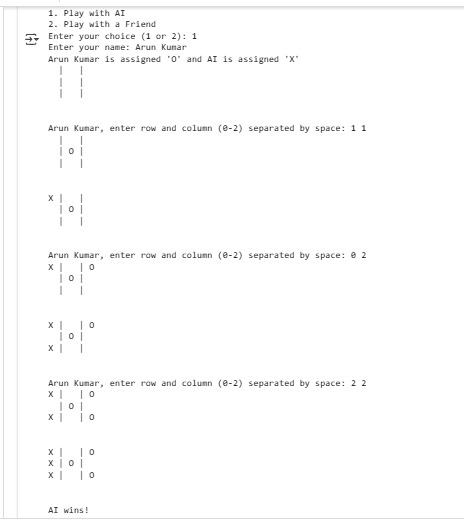 1. Play with AI
2. Play with a Friend
Enter your choice (1 or 2): 1
Enter your name: Arun Kumar
Arun Kumar is assigned 'O' and AI is assigned 'X'
  |   |
  |   |
  |   |
Arun Kumar, enter row and column (0-2) separated by space: 1 1
  |   |
  | O |
  |   |
X |   |
  | O |
  |   |
Arun Kumar, enter row and column (0-2) separated by space: 0 2
X |   | O
  | O |
  |   |
X |   | O
  | O |
X |   |
Arun Kumar, enter row and column (0-2) separated by space: 2 2
X |   | O
  | O |
X |   | O
X |   | O
X | O |
X |   | O
AI wins!